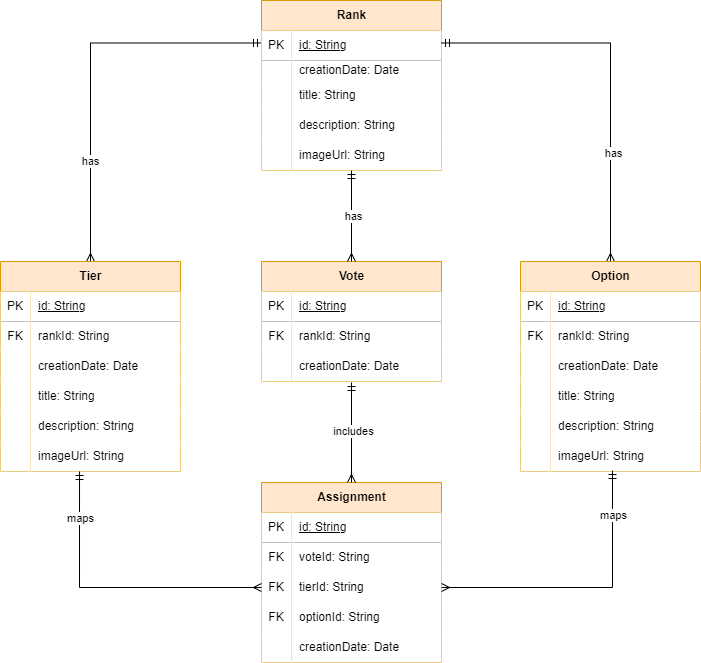 Rank
PK id: String
creationDate: Date
title: String
description: String
imageUrl: String
has
has
has
Tier
PK id: String
FK rankId: String
creationDate: Date
title: String
description: String
imageUrl: String
Vote
PK id: String
FK rankId: String
creationDate: Date
Option
PK id: String
FK rankId: String
creationDate: Date
title: String
description: String
imageUrl: String
includes
maps
maps
Assignment
PK id: String
FK voteId: String
FK tierId: String
FK optionId: String
creationDate: Date